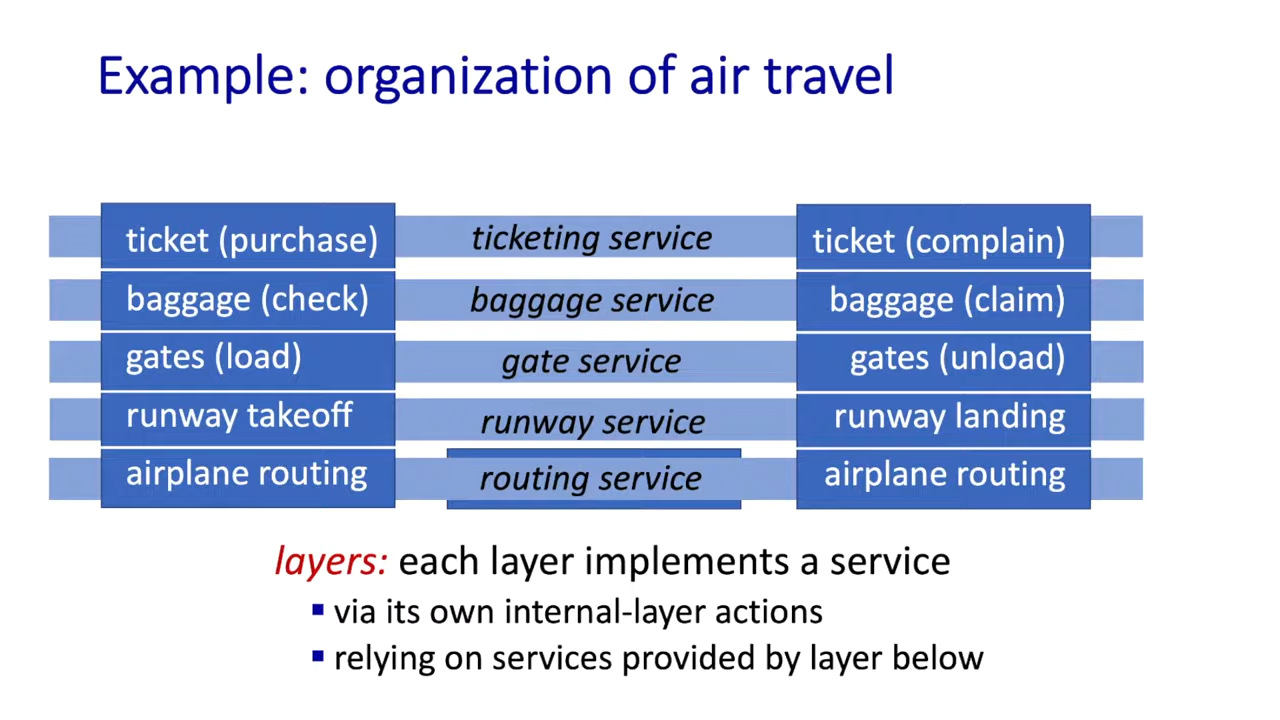 Example: organization of air travel
ticket (purchase) ticketing service ticket (complain)
baggage (check) baggage service baggage (claim)
gates (load) gate service gates (unload)
runway takeoff runway service runway landing
airplane routing routing service airplane routing
layers: each layer implements a service
▪ via its own internal-layer actions
▪ relying on services provided by layer below